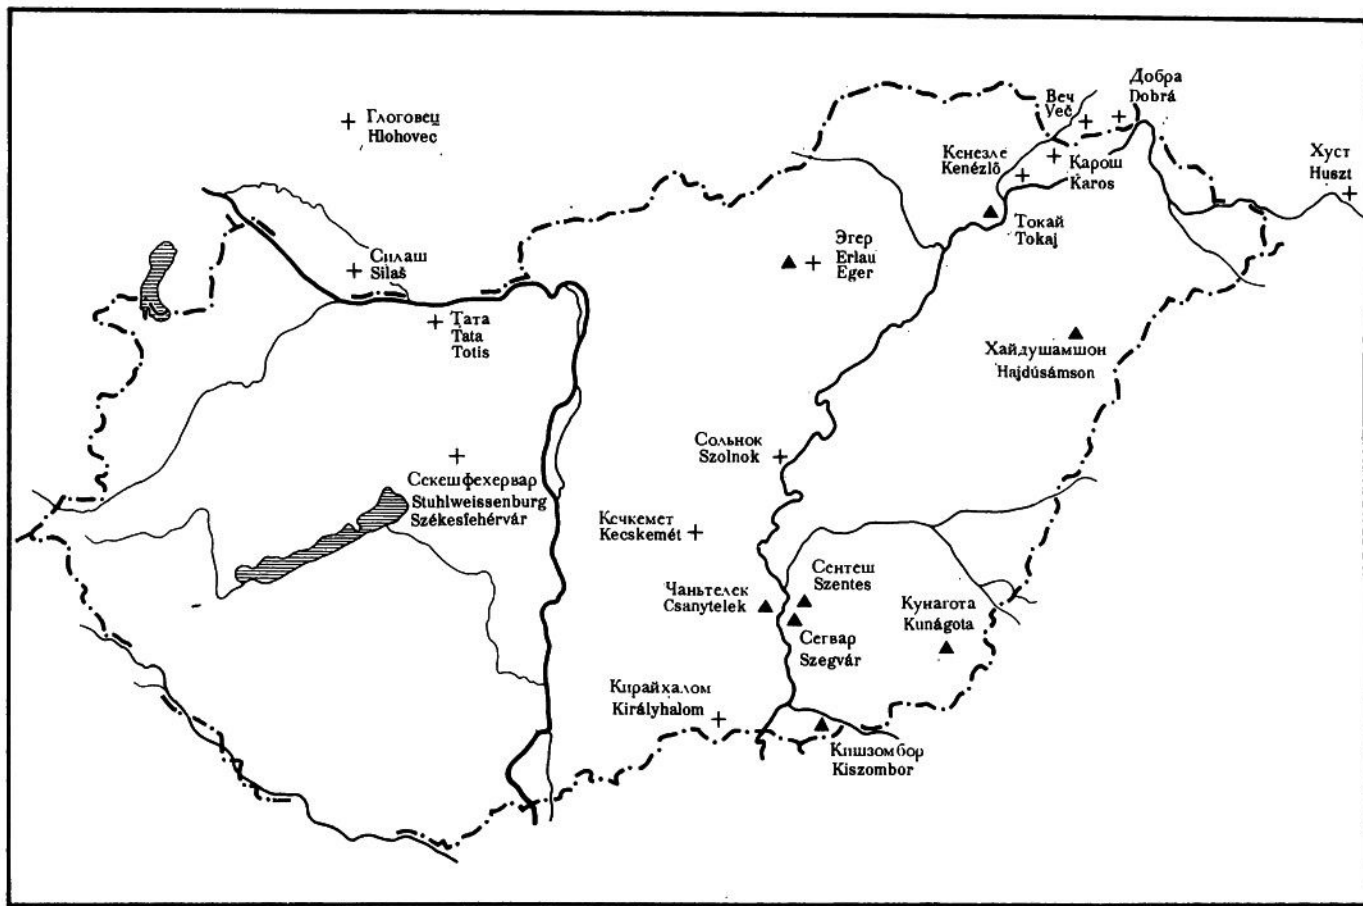 Глоговец
Hlohovec
Силаш
Silaš
Тата
Tata
Totis
Секешфехервар
Stuhlweissenburg
Székesfehérvár
Эгер
Erlau
Eger
Кенезле
Kenézlő
Веч
Več
Добра
Dobrá
Карош
Karos
Токай
Tokaj
Хуст
Huszt
Хайдушамшон
Hajdúsámson
Сольнок
Szolnok
Кечкемет
Kecskemét
Чаньтелек
Csanytelek
Сентеш
Szentes
Сегвар
Szegvár
Кунагота
Kunágota
Кирайхалом
Királyhalom
Кишзомбор
Kiszombor